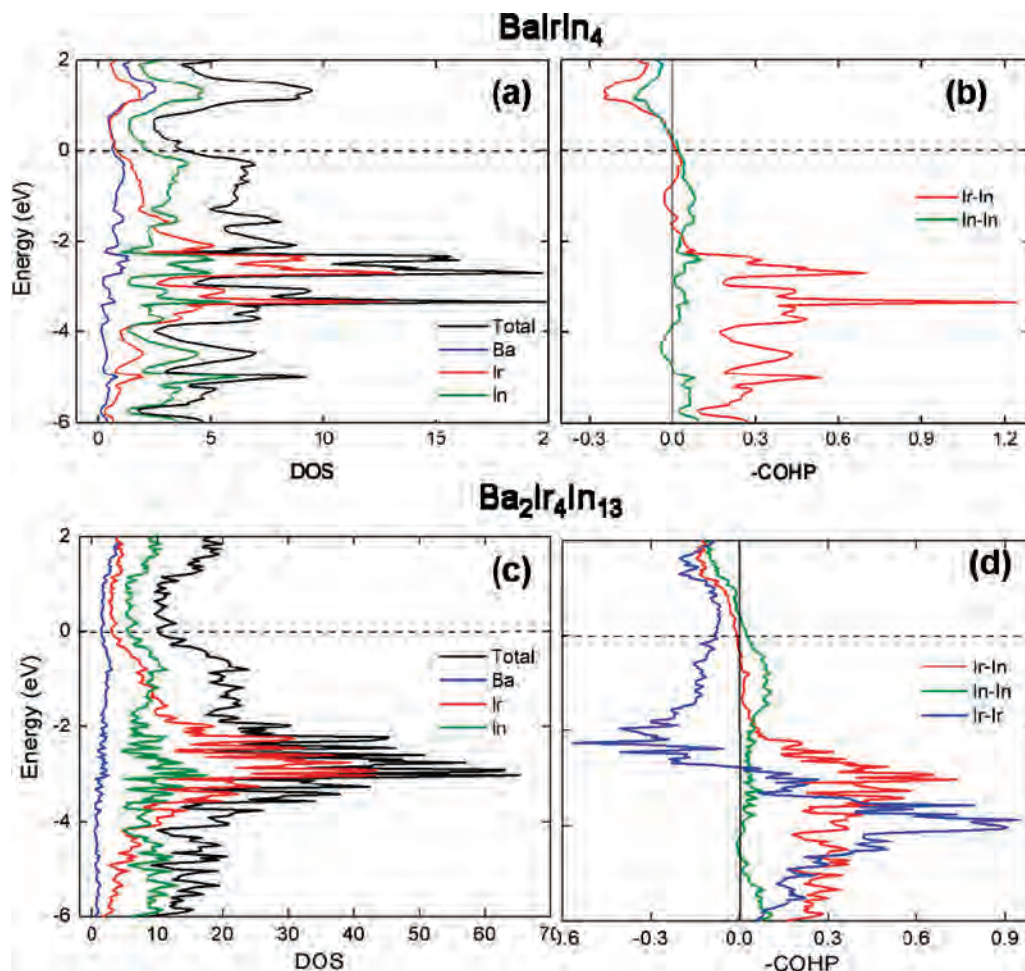 BaIrIn4
2
0
-2
-4
-6
Energy (eV)
(a)
Total
Ba
Ir
In
0
5
10
15
2
DOS
(b)
Ir-In
In-In
-0.3
0.0
0.3
0.6
0.9
1.2
-COHP
Ba2Ir4In13
2
0
-2
-4
-6
Energy (eV)
(c)
Total
Ba
Ir
In
0
10
20
30
40
50
60
70
DOS
(d)
Ir-In
In-In
Ir-Ir
0.6
0.0
0.3
0.6
0.9
-COHP